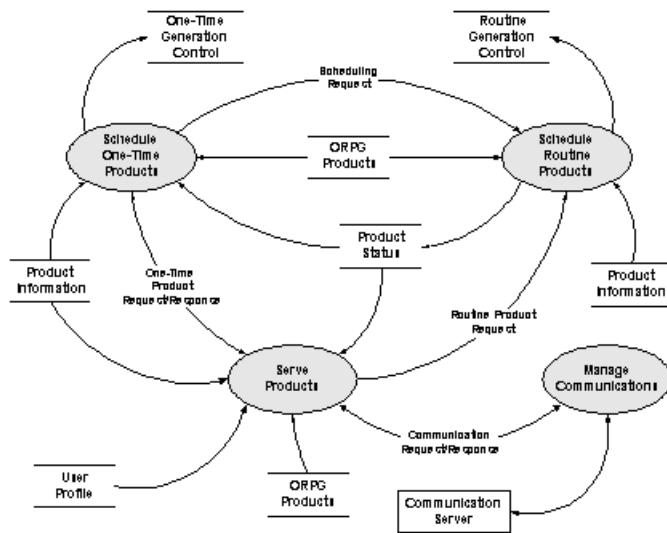 One-Time
Generation
Control
Routine
Generation
Control
Scheduling
Request
Schedule
One-Time
Products
ORPG
Products
Schedule
Routine
Products
Product
Status
Product
Information
One-Time
Product
Request/Responce
Product
Information
Routine Product
Request
Serve
Products
Manage
Communications
Communication
Request/Responce
User
Profile
ORPG
Products
Communication
Server